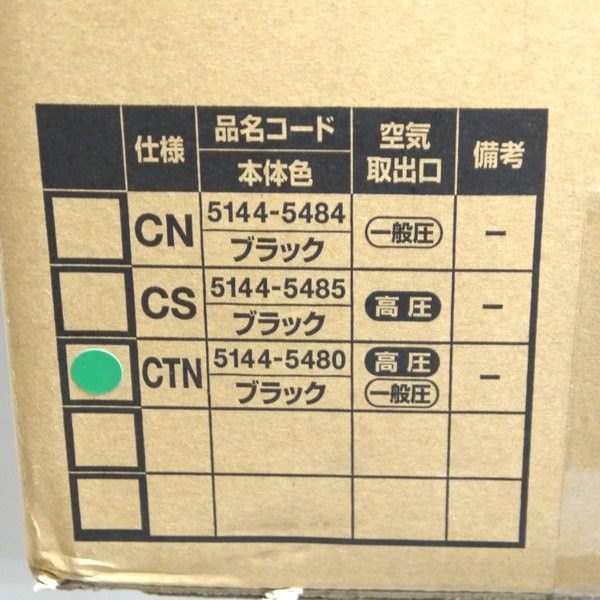 仕様 品名コード 空気取出口 備考
本体色
CN 5144-5484 一般圧 −
ブラック
CS 5144-5485 高圧 −
ブラック
CTN 5144-5480 高圧 −
ブラック 一般圧